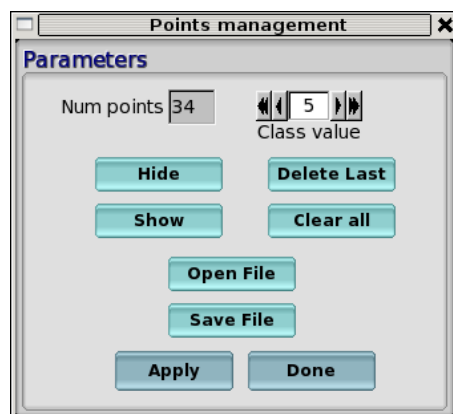 Points management
Parameters
Num points 34 5
Class value
Hide Delete Last
Show Clear all
Open File
Save File
Apply Done